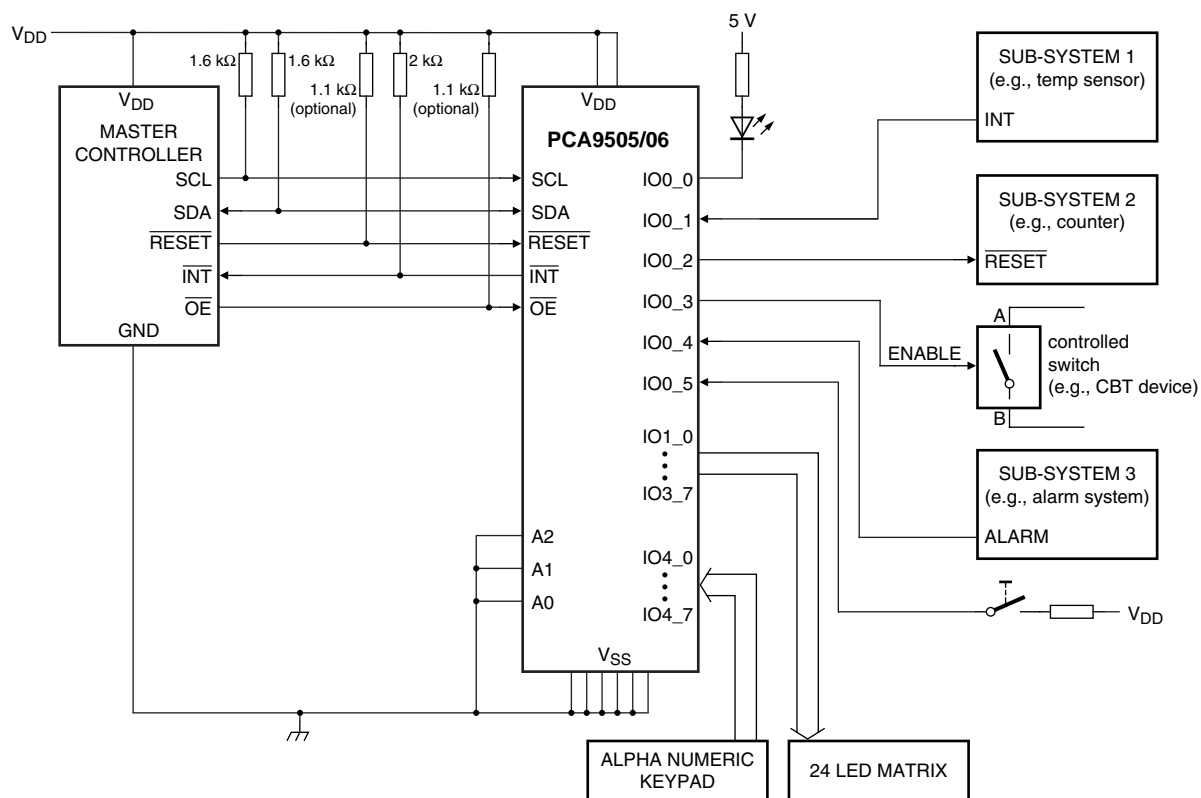 VDD
1.6 kΩ
1.6 kΩ
1.1 kΩ
(optional)
2 kΩ
1.1 kΩ
(optional)
5 V
VDD
MASTER
CONTROLLER
SCL
SDA
RESET
INT
OE
GND
VDD
PCA9505/06
SCL
SDA
RESET
INT
OE
A2
A1
A0
VSS
IO0_0
IO0_1
IO0_2
IO0_3
IO0_4
IO0_5
IO1_0
IO3_7
IO4_0
IO4_7
SUB-SYSTEM 1
(e.g., temp sensor)
INT
SUB-SYSTEM 2
(e.g., counter)
RESET
ENABLE
A
B
controlled
switch
(e.g., CBT device)
SUB-SYSTEM 3
(e.g., alarm system)
ALARM
VDD
ALPHA NUMERIC
KEYPAD
24 LED MATRIX